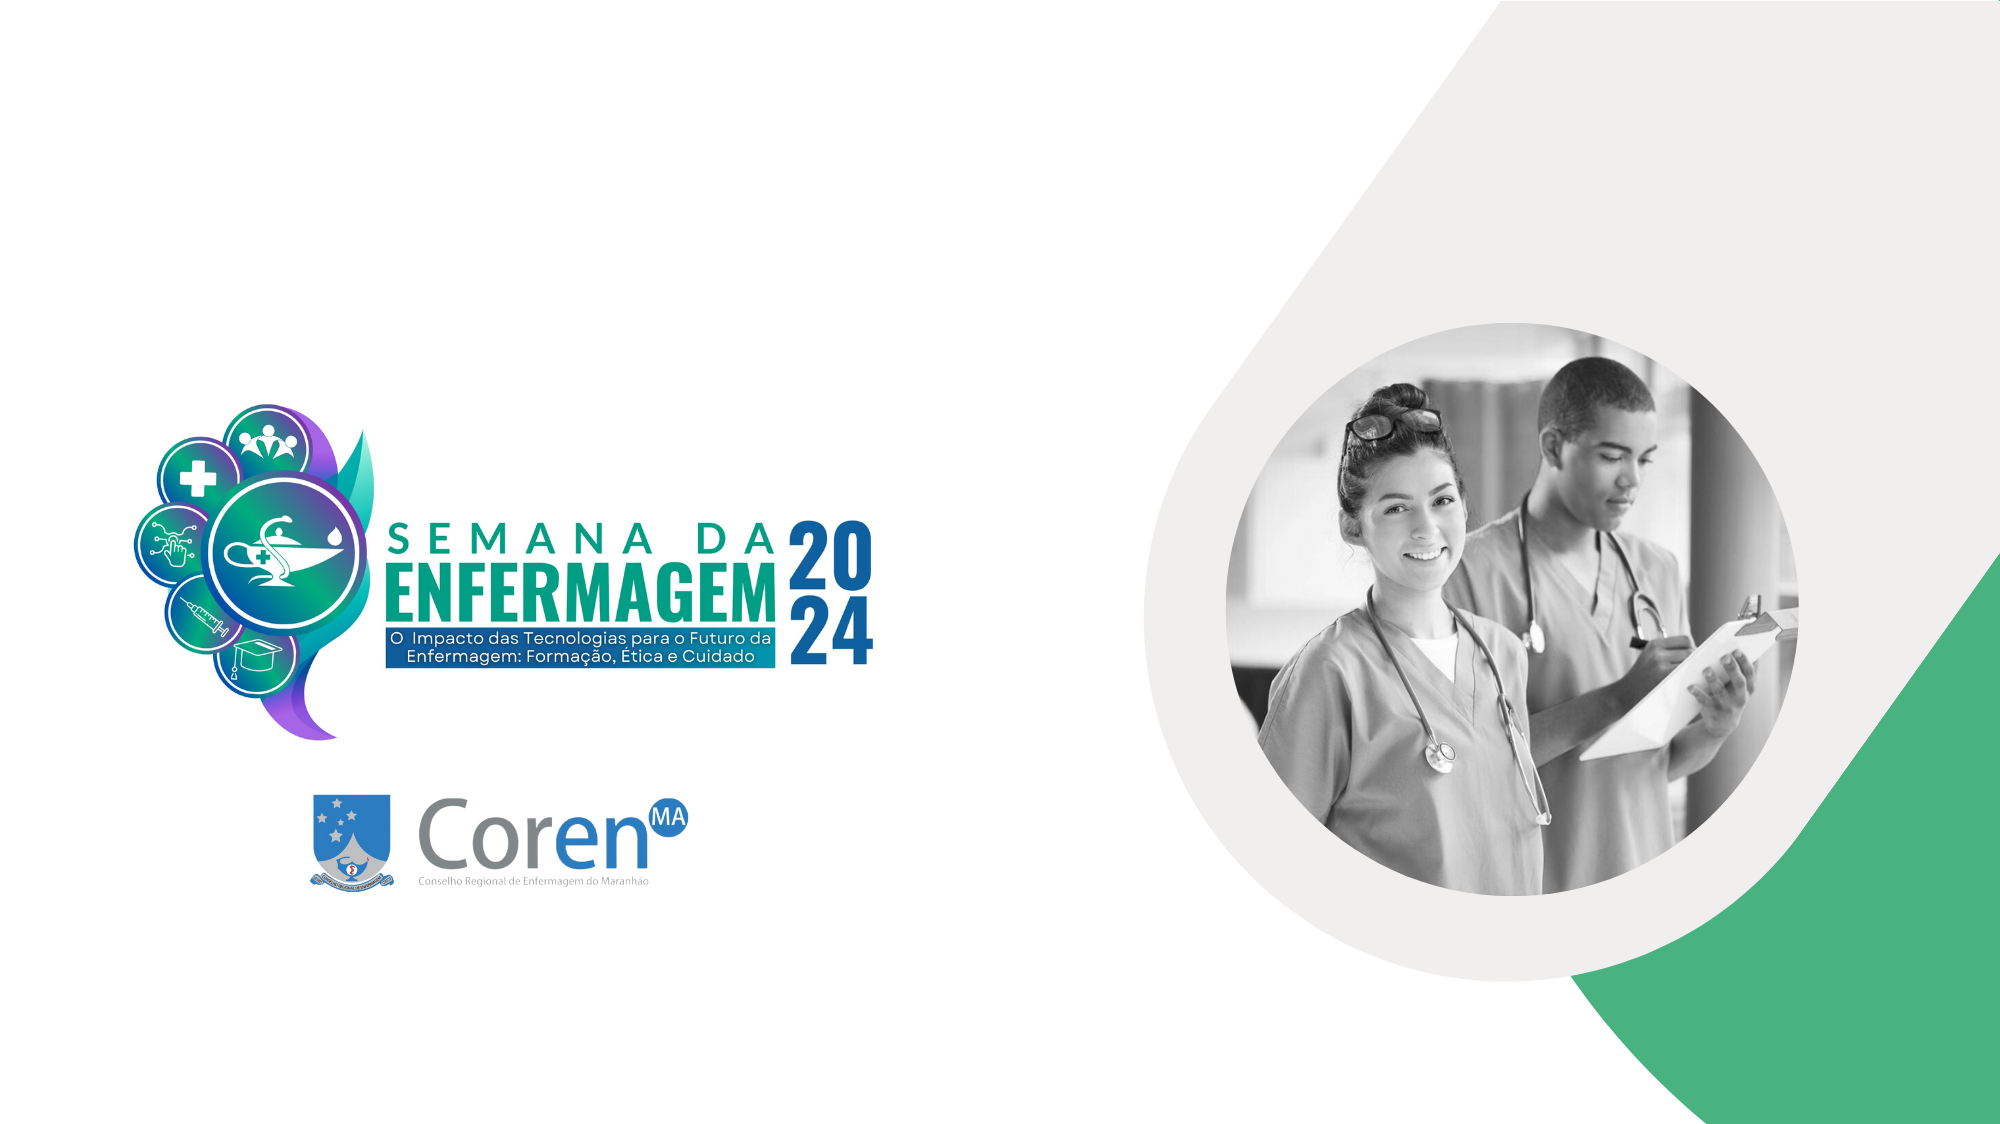 SEMANA DA
ENFERMAGEM
2024
O Impacto das Tecnologias para o Futuro da
Enfermagem: Formação, Ética e Cuidado
Coren MA
Conselho Regional de Enfermagem do Maranhão